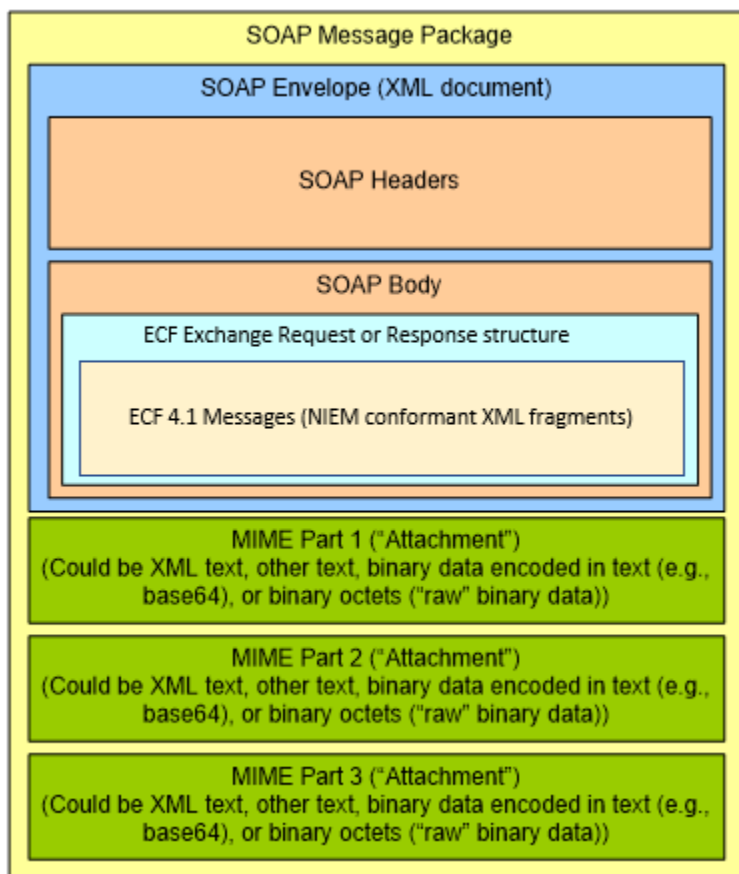 SOAP Message Package
SOAP Envelope (XML document)
SOAP Headers
SOAP Body
ECF Exchange Request or Response structure
ECF 4.1 Messages (NIEM conformant XML fragments)
MIME Part 1 (“Attachment”)
(Could be XML text, other text, binary data encoded in text (e.g.,
base64), or binary octets (“raw” binary data))
MIME Part 2 (“Attachment”)
(Could be XML text, other text, binary data encoded in text (e.g.,
base64), or binary octets (“raw” binary data))
MIME Part 3 (“Attachment”)
(Could be XML text, other text, binary data encoded in text (e.g.,
base64), or binary octets (“raw” binary data))